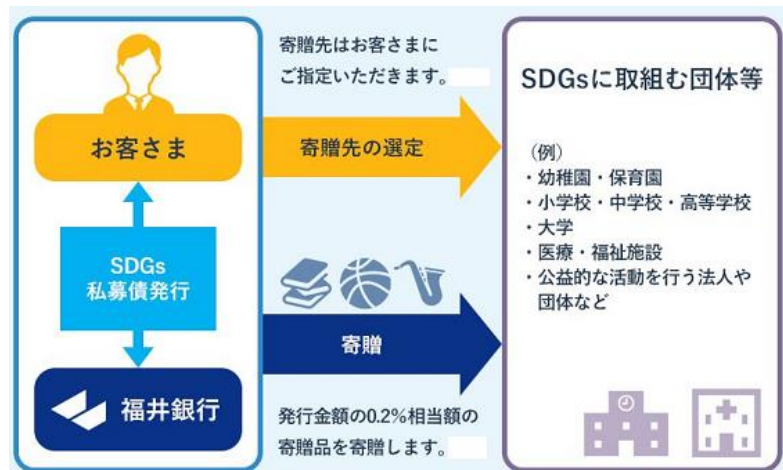 寄贈先はお客さまに
ご指定いただきます。
お客さま
寄贈先の選定
SDGs
私募債発行
寄贈
福井銀行
発行金額の0.2%相当額の
寄贈品を寄贈します。
SDGsに取組む団体等
（例）
・幼稚園・保育園
・小学校・中学校・高等学校
・大学
・医療・福祉施設
・公益的な活動を行う法人や
団体など